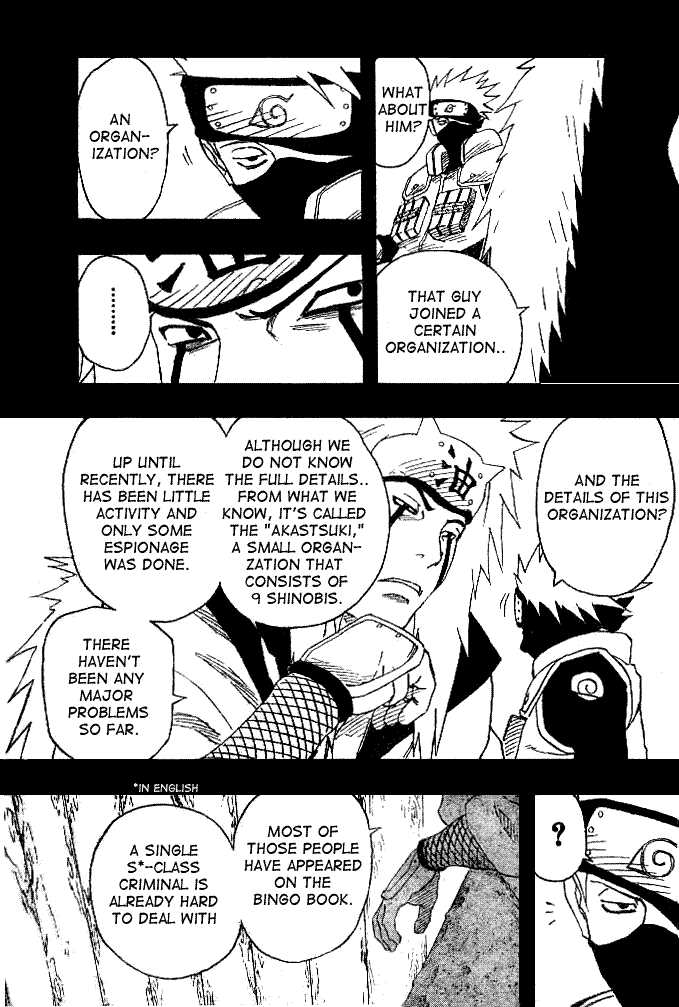 WHAT
ABOUT
HIM?
THAT GUY
JOINED A
CERTAIN
ORGANIZATION..
AN
ORGAN-
IZATION?
.........
油
AND THE
DETAILS OF THIS
ORGANIZATION?
油
ALTHOUGH WE
DO NOT KNOW
THE FULL DETAILS..
FROM WHAT WE
KNOW, IT'S CALLED
THE "AKASTSUKI,"
A SMALL ORGAN-
ZATION THAT
CONSISTS OF
9 SHINOBIS.
UP UNTIL
RECENTLY, THERE
HAS BEEN LITTLE
ACTIVITY AND
ONLY SOME
ESPIONAGE
WAS DONE.
THERE
HAVEN'T
BEEN ANY
MAJOR
PROBLEMS
SO FAR.
?
MOST OF
THOSE PEOPLE
HAVE APPEARED
ON THE
BINGO BOOK.
*IN ENGLISH
A SINGLE
S*-CLASS
CRIMINAL IS
ALREADY HARD
TO DEAL WITH